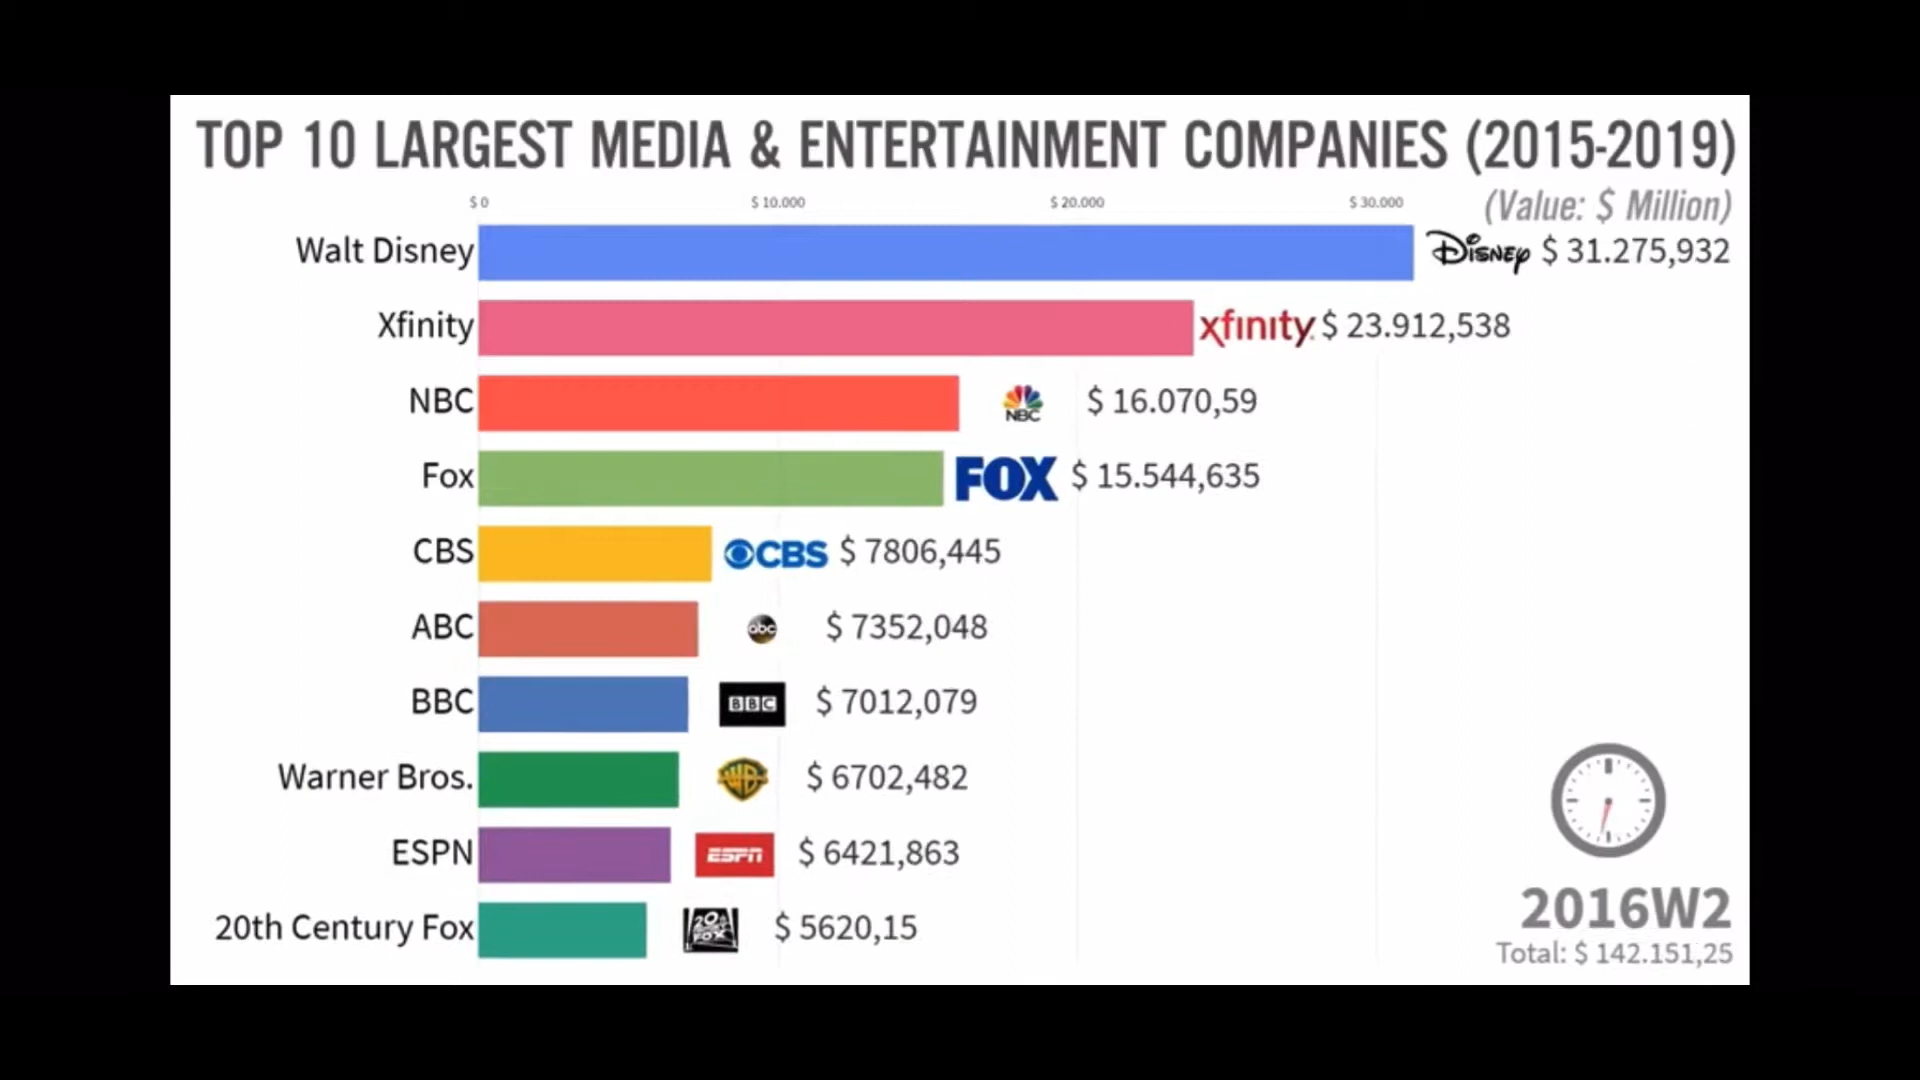 TOP 10 LARGEST MEDIA & ENTERTAINMENT COMPANIES (2015-2019)
(Value: $ Million)
$ 0 $ 10.000 $ 20.000 $ 30.000
Walt Disney Disney $ 31.275,932
Xfinity xfinity $ 23.912,538
NBC NBC $ 16.070,59
Fox FOX $ 15.544,635
CBS CBS $ 7806,445
ABC abc $ 7352,048
BBC BBC $ 7012,079
Warner Bros. WB $ 6702,482
ESPN ESPN $ 6421,863
20th Century Fox 20th CENTURY FOX $ 5620,15
2016W2
Total: $ 142.151,25